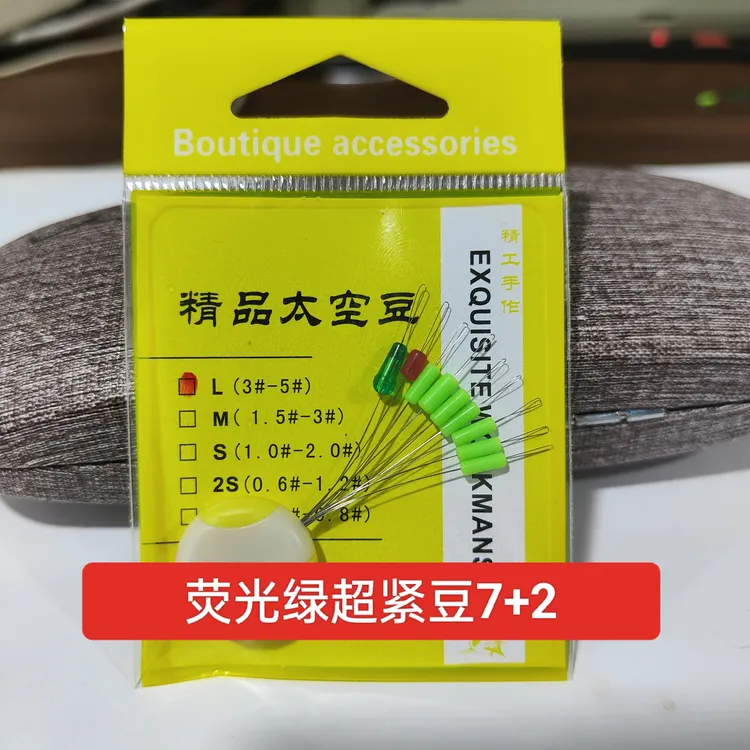 Boutique accessories
精工手作
EXQUISITE W
KMANS
精品太空豆
L (3#-5#)
M ( 1.5#-3#)
S (1.0#-2.0#)
2S (0.6#-1.2#)
8#)
荧光绿超紧豆7+2